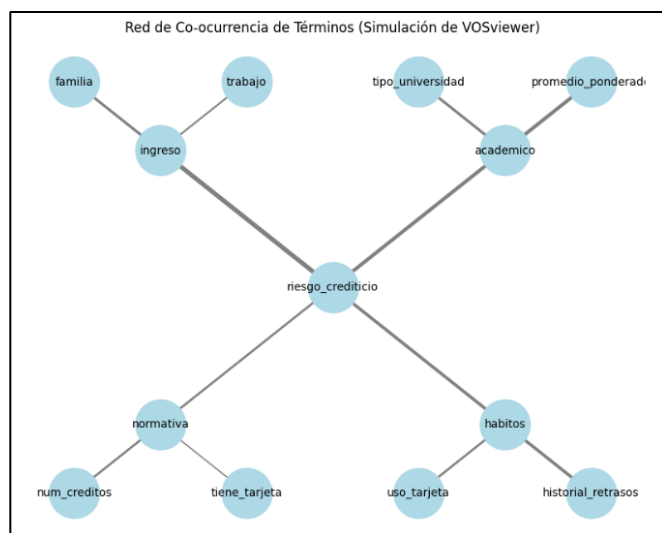 Red de Co-ocurrencia de Términos (Simulación de VOSviewer)
familia
trabajo
tipo_universidad
promedio_ponderad
ingreso
academico
riesgo_crediticio
normativa
habitos
num_creditos
tiene_tarjeta
uso_tarjeta
historial_retrasos